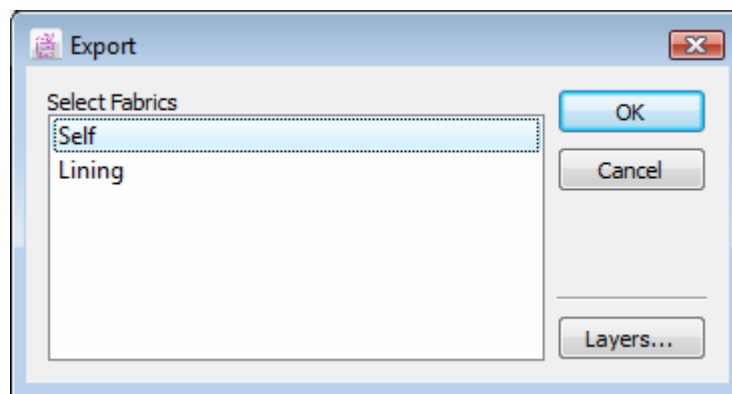 Export
Select Fabrics
Self
Lining
OK
Cancel
Layers...